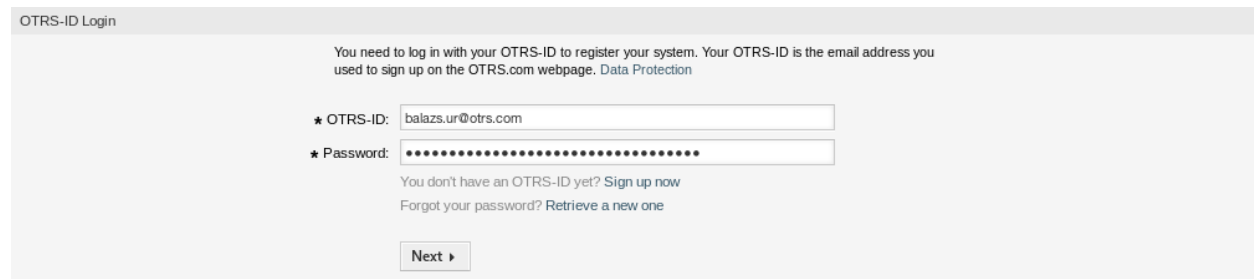 OTRS-ID Login
You need to log in with your OTRS-ID to register your system. Your OTRS-ID is the email address you
used to sign up on the OTRS.com webpage. Data Protection
★ OTRS-ID: balazs.ur@otrs.com
★ Password: ••••••••••••••••••••••••••••••••••
You don't have an OTRS-ID yet? Sign up now
Forgot your password? Retrieve a new one
Next ▸